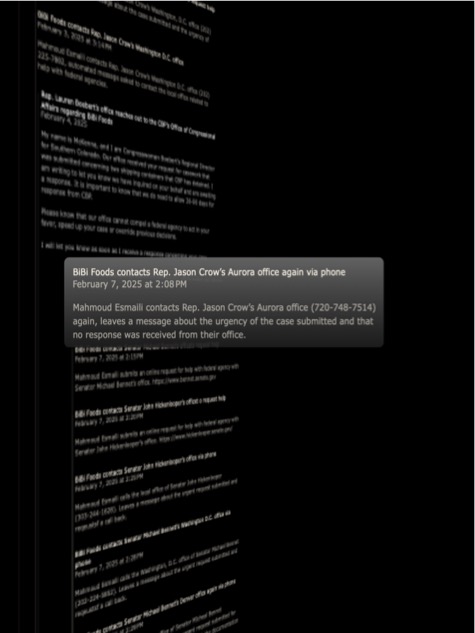 BiBi Foods contacts Rep. Jason Crow's Washington D.C. office
February 3, 2025 at 3:14PM
Mahmoud Esmaili contacts Rep. Jason Crow's Washington D.C. office (202)
225-7882, automated message asked to contact the local office related to
help with federal agencies.
Rep. Lauren Boebert's office reaches out to the CBP's Office of Congressional
Affairs regarding BiBi Foods
February 4, 2025
My name is McKenna, and I am Congresswoman Boebert's Regional Director
for Southern Colorado. Our office received your request for casework that
was submitted concerning two shipping containers that CBP has detained. I
am writing to let you know we have inquired on your behalf and are awaiting
a response. It is important to know that we do need to allow 30-60 days for
response from CBP.
Please know that our office cannot compel a federal agency to act in your
favor, speed up your case or override previous decisions.
I will let you know as soon as I receive a response
BiBi Foods contacts Rep. Jason Crow's Aurora office again via phone
February 7, 2025 at 2:08 PM
Mahmoud Esmaili contacts Rep. Jason Crow's Aurora office (720-748-7514)
again, leaves a message about the urgency of the case submitted and that
no response was received from their office.
BiBi Foods contacts Senator
February 7, 2025 at 2:13PM
Mahmoud Esmaili submits an online request for help with federal agency with
Senator Michael Bennet's office. https://www.bennet.senate.gov/
BiBi Foods contacts Senator John Hickenlooper's office request help
February 7, 2025 at 2:20PM
Mahmoud Esmaili submits an online request for help with federal agency with
Senator John Hickenlooper's office. https://www.hickenlooper.senate.gov/
BiBi Foods contacts Senator John Hickenlooper's office via phone
February 7, 2025 at 2:25PM
Mahmoud Esmaili calls the local office of Senator John Hickenlooper
(303-244-1628). Leaves a message about the urgent request submitted and
requested a call back.
BiBi Foods contacts Senator Michael Bennet's Washington D.C. office via
phone
February 7, 2025 at 2:28PM
Mahmoud Esmaili calls the Washington, D.C. office of Senator Michael Bennet
(202-224-5852). Leaves a message about the urgent request submitted and
requested a call back.
BiBi Foods contacts Senator Michael Bennet's Denver office again via phone